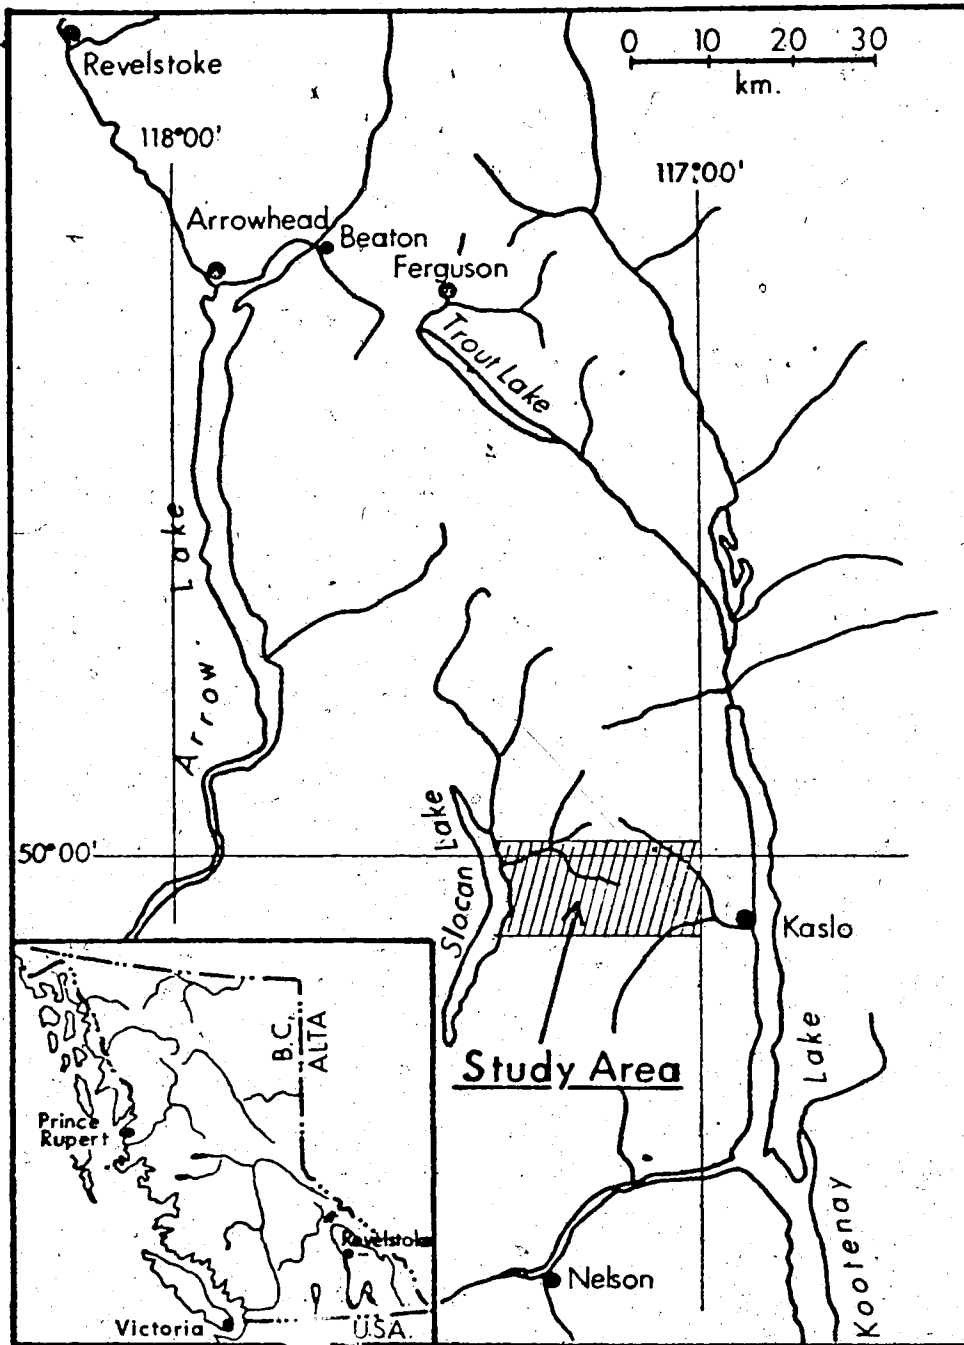 0 10 20 30
km.
Revelstoke
118°00'
117°00'
Arrowhead
Beaton
Ferguson
Trout Lake
Arrow Lake
Slocan Lake
50°00'
Kaslo
Study Area
Kootenay Lake
Nelson
B.C.
ALTA
Prince
Rupert
Revelstoke
Victoria
U.S.A.